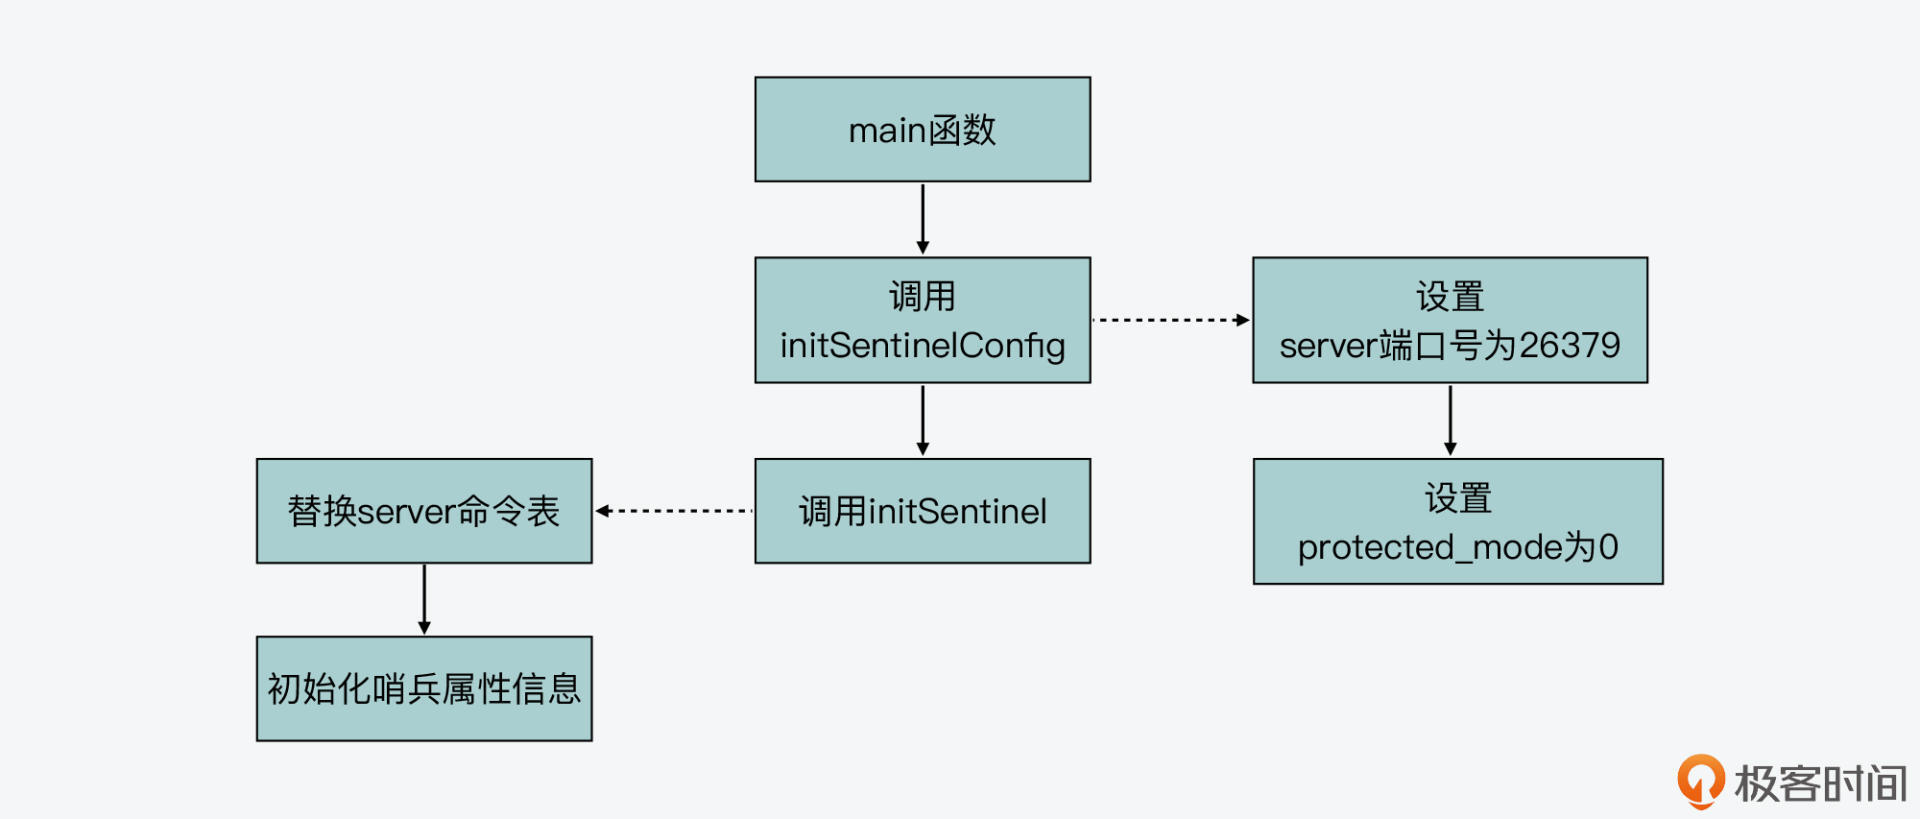 main函数
调用
initSentinelConfig
设置
server端口号为26379
替换server命令表
调用initSentinel
设置
protected_mode为0
初始化哨兵属性信息
极客时间